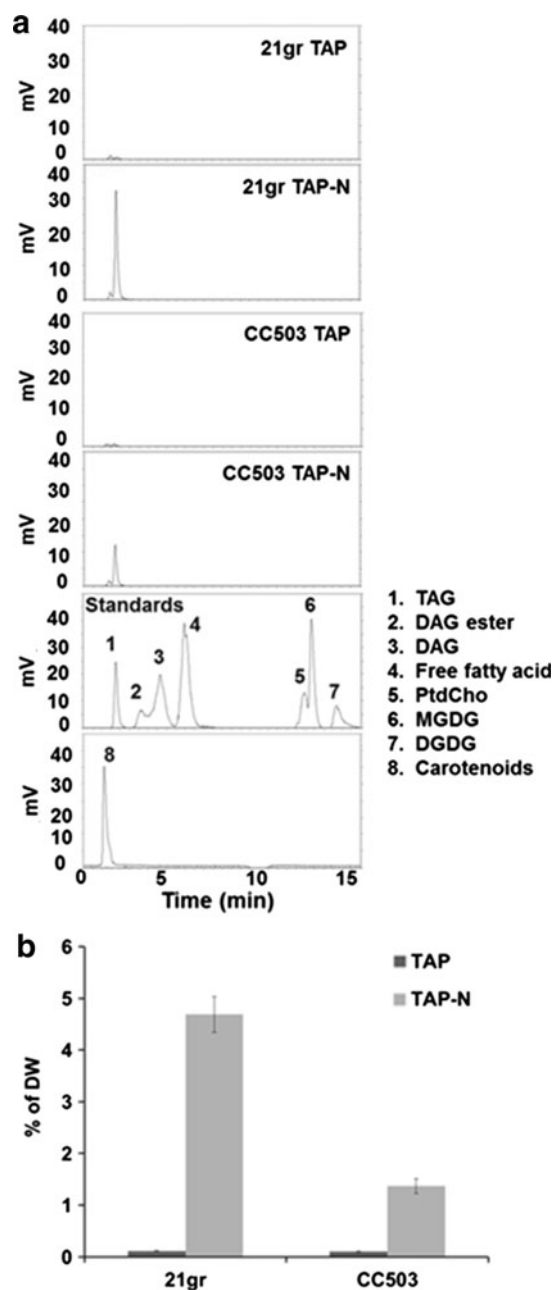 a
40
30
20
10
0
mV
21gr TAP
40
30
20
10
0
mV
21gr TAP-N
40
30
20
10
0
mV
CC503 TAP
40
30
20
10
0
mV
CC503 TAP-N
40
30
20
10
0
mV
Standards
1
2
3
4
5
6
7
1. TAG
2. DAG ester
3. DAG
4. Free fatty acid
5. PtdCho
6. MGDG
7. DGDG
8. Carotenoids
40
30
20
10
0
mV
8
0 5 10 15
Time (min)
b
6
5
4
3
2
1
0
% of DW
TAP
TAP-N
21gr CC503